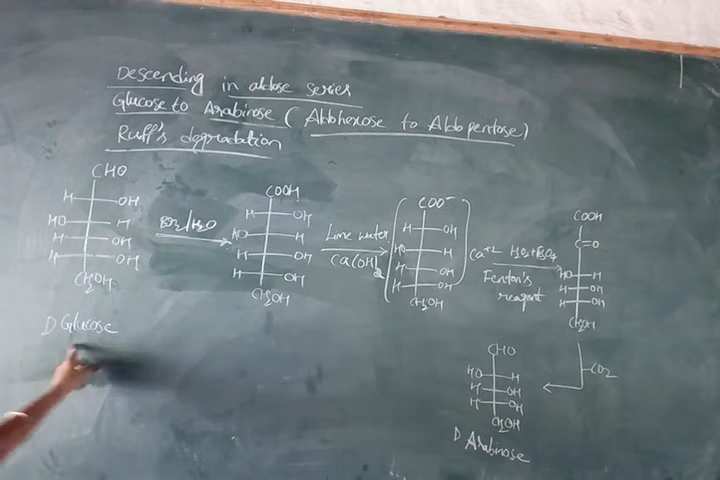 Descending in aldose series
Glucose to Arabinose (Aldohexose to Aldopentose)
Ruff's degradation
CHO
H OH
HO H
H OH
H OH
CH2OH
D Glucose
Br2/H2O
COOH
H OH
HO H
H OH
H OH
CH2OH
Lime water
Ca(OH)2
COO-
H OH
HO H
H OH
H OH
CH2OH
Ca+2 H2O2+FeSO4
Fenton's
reagent
COOH
C=O
HO H
H OH
H OH
CH2OH
-CO2
CHO
HO H
H OH
H OH
CH2OH
D Arabinose